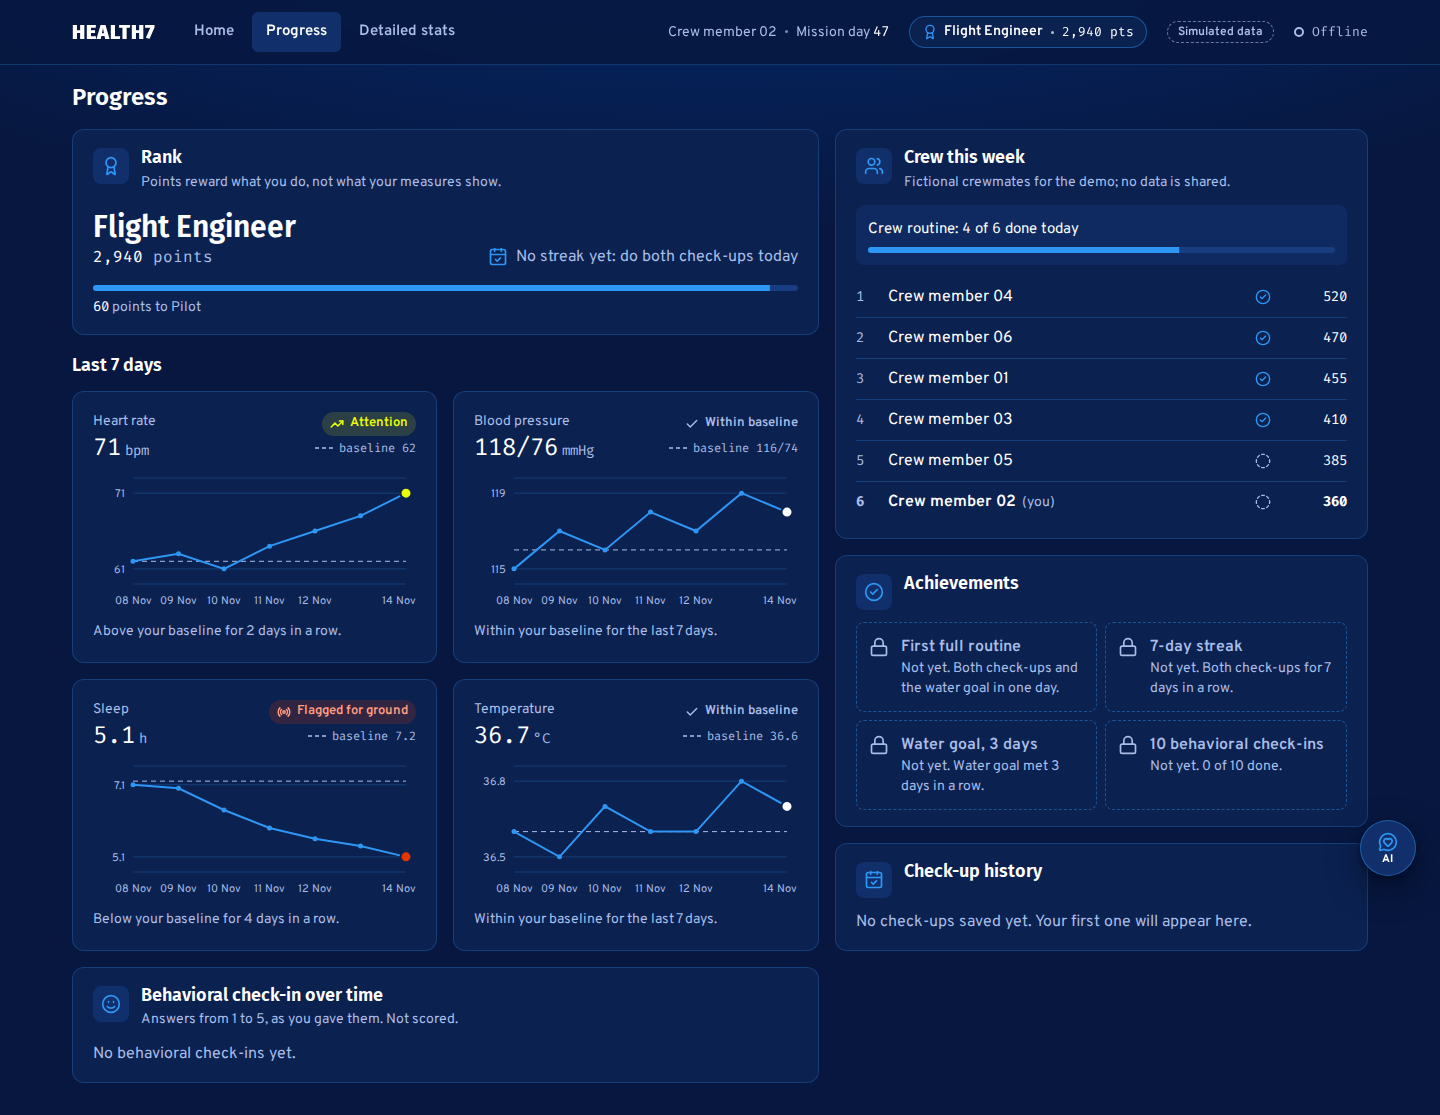 HEALTH7
Home
Progress
Detailed stats
Crew member 02 • Mission day 47
Flight Engineer • 2,940 pts
Simulated data
Offline
Progress
Rank
Points reward what you do, not what your measures show.
Flight Engineer
2,940 points
No streak yet: do both check-ups today
60 points to Pilot
Last 7 days
Heart rate
Attention
71 bpm
baseline 62
71
61
08 Nov 09 Nov 10 Nov 11 Nov 12 Nov 14 Nov
Above your baseline for 2 days in a row.
Blood pressure
Within baseline
118/76 mmHg
baseline 116/74
119
115
08 Nov 09 Nov 10 Nov 11 Nov 12 Nov 14 Nov
Within your baseline for the last 7 days.
Sleep
Flagged for ground
5.1 h
baseline 7.2
7.1
5.1
08 Nov 09 Nov 10 Nov 11 Nov 12 Nov 14 Nov
Below your baseline for 4 days in a row.
Temperature
Within baseline
36.7 °C
baseline 36.6
36.8
36.5
08 Nov 09 Nov 10 Nov 11 Nov 12 Nov 14 Nov
Within your baseline for the last 7 days.
Behavioral check-in over time
Answers from 1 to 5, as you gave them. Not scored.
No behavioral check-ins yet.
Crew this week
Fictional crewmates for the demo; no data is shared.
Crew routine: 4 of 6 done today
1 Crew member 04 520
2 Crew member 06 470
3 Crew member 01 455
4 Crew member 03 410
5 Crew member 05 385
6 Crew member 02 (you) 360
Achievements
First full routine
Not yet. Both check-ups and
the water goal in one day.
7-day streak
Not yet. Both check-ups for 7
days in a row.
Water goal, 3 days
Not yet. Water goal met 3
days in a row.
10 behavioral check-ins
Not yet. 0 of 10 done.
Check-up history
No check-ups saved yet. Your first one will appear here.
AI